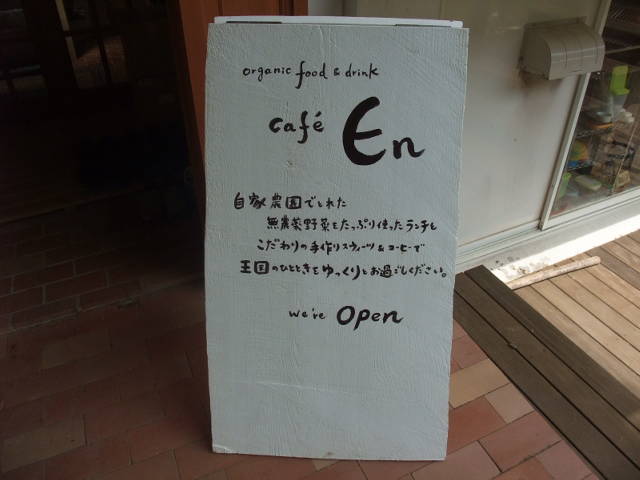 organic food & drink
café En
自家農園でとれた
無農薬野菜をたっぷり使ったランチと
こだわりの手作りスウィーツ&コーヒーで
王国のひとときをゆっくりとお過ごしください。
we're open